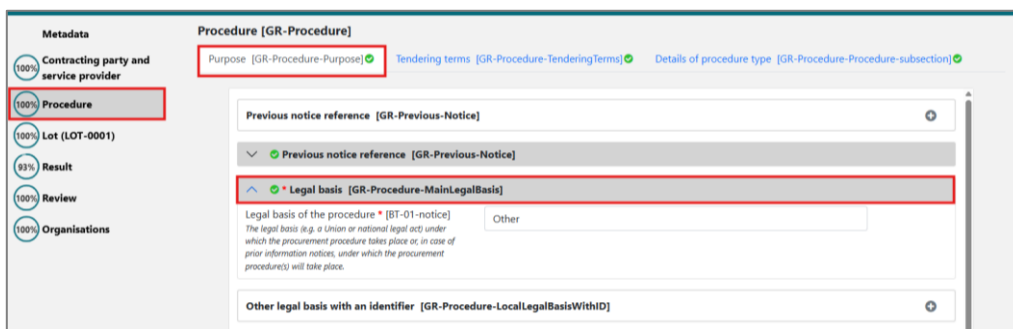 Metadata
100% Contracting party and
service provider
100% Procedure
100% Lot (LOT-0001)
93% Result
100% Review
100% Organisations
Procedure [GR-Procedure]
Purpose [GR-Procedure-Purpose] Tendering terms [GR-Procedure-TenderingTerms] Details of procedure type [GR-Procedure-Procedure-subsection]
Previous notice reference [GR-Previous-Notice]
Previous notice reference [GR-Previous-Notice]
* Legal basis [GR-Procedure-MainLegalBasis]
Legal basis of the procedure * [BT-01-notice]
Other
The legal basis (e.g. a Union or national legal act) under
which the procurement procedure takes place or, in case of
prior information notices, under which the procurement
procedure(s) will take place.
Other legal basis with an identifier [GR-Procedure-LocalLegalBasisWithID]